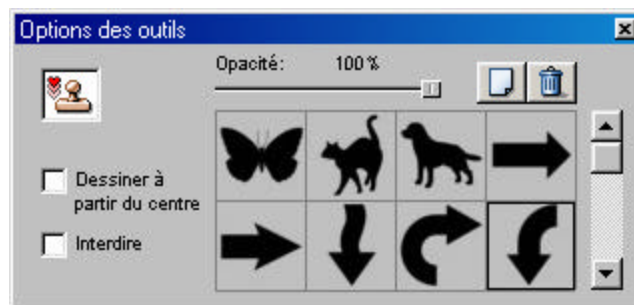 Options des outils
Opacité: 100 %
Dessiner à
partir du centre
Interdire